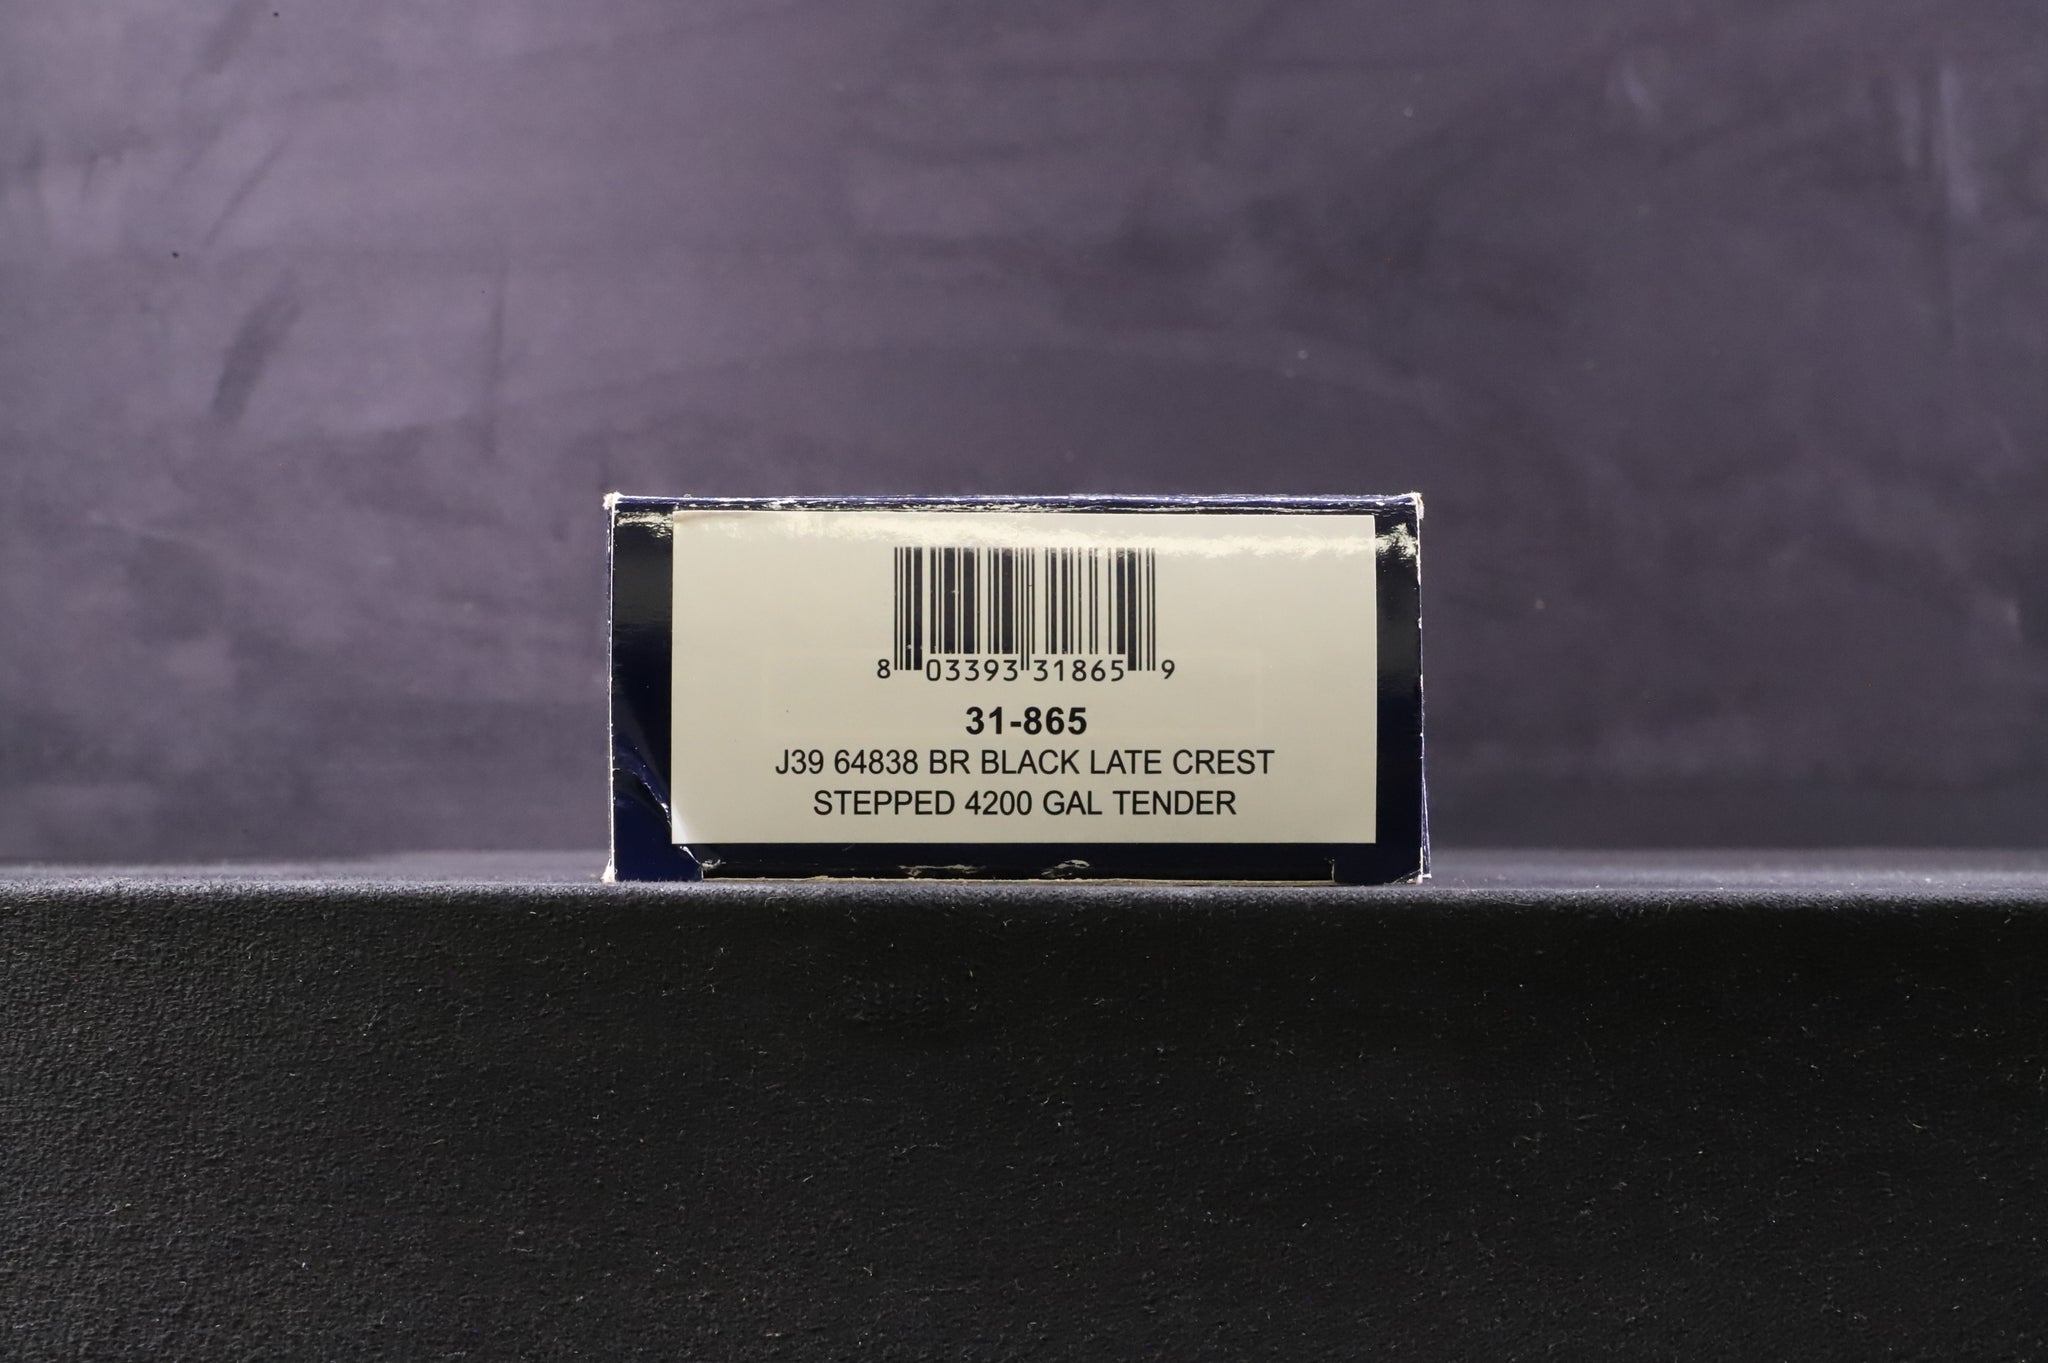 8 03393 31865 9
31-865
J39 64838 BR BLACK LATE CREST
STEPPED 4200 GAL TENDER